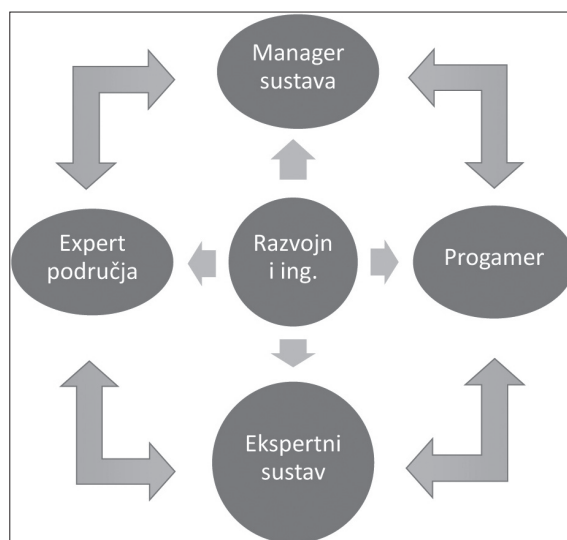 Manager
sustava
Expert
područja
Razvojn
i ing.
Progamer
Ekspertni
sustav